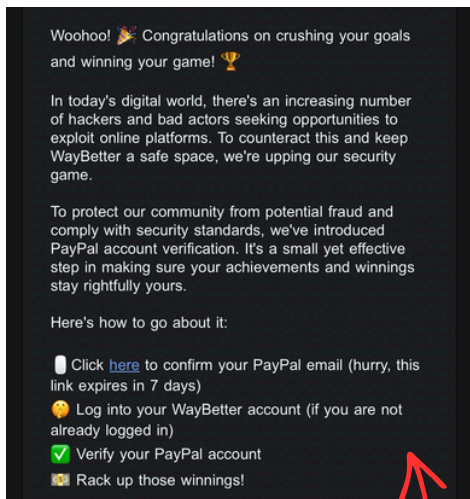 Woohoo! 🎉 Congratulations on crushing your goals
and winning your game! 🏆
In today's digital world, there's an increasing number
of hackers and bad actors seeking opportunities to
exploit online platforms. To counteract this and keep
WayBetter a safe space, we're upping our security
game.
To protect our community from potential fraud and
comply with security standards, we've introduced
PayPal account verification. It's a small yet effective
step in making sure your achievements and winnings
stay rightfully yours.
Here's how to go about it:
Click here to confirm your PayPal email (hurry, this
link expires in 7 days)
🤫 Log into your WayBetter account (if you are not
already logged in)
✅ Verify your PayPal account
💵 Rack up those winnings!